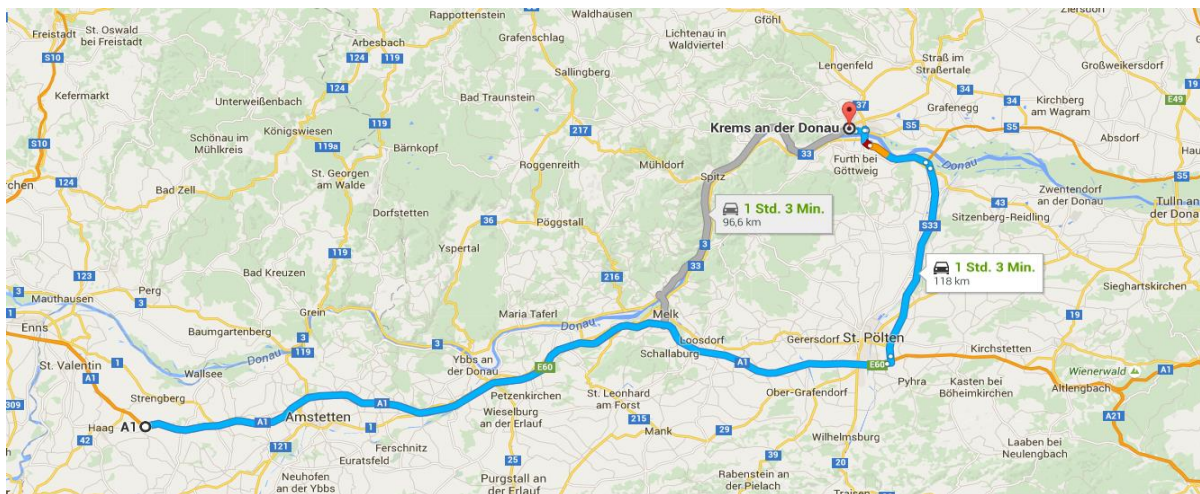 Rappottenstein
Waldhausen
Gföhl
Ziersdorf
Freistadt
St. Oswald
bei Freistadt
Grafenschlag
Lichtenau in
Waldviertel
S10
Arbesbach
124
119
36
Lengenfeld
Straß im
Straßertale
Großweikersdorf
Kefermarkt
124
Sallingberg
34
19
Unterweißenbach
Bad Traunstein
37
Grafenegg
34
Kirchberg
am Wagram
E49
Königswiesen
119
217
Krems an der Donau
S5
S5
Absdorf
S10
Schönau im
Mühlkreis
119a
Bärnkopf
Roggenreith
Mühldorf
33
Furth bei
Göttweig
Donau
St. Georgen
am Walde
Spitz
S5
124
Bad Zell
Zwentendorf
an der Donau
Tulln an
der Donau
Dorfstetten
36
Pöggstall
1 Std. 3 Min.
96,6 km
43
Sitzenberg-Reidling
S33
119
Yspertal
3
123
Bad Kreuzen
216
33
1 Std. 3 Min.
118 km
3
Mauthausen
Perg
3
Sieghartskirchen
Grein
Maria Taferl
Donau
Melk
19
1
Enns
Baumgartenberg
3
3
Loosdorf
Gerersdorf
St. Pölten
Donau
119
Ybbs an
der Donau
Schallaburg
Kirchstetten
St. Valentin
1
Wallsee
E60
A1
E60
Wienerwald
A1
A1
Petzenkirchen
St. Leonhard
am Forst
Pyhra
Kasten bei
Böheimkirchen
Altlengbach
Strengberg
A1
Ober-Grafendorf
309
Amstetten
Wieselburg
an der Erlauf
A21
Haag
A1
A1
1
215
29
42
121
Ferschnitz
Mank
Wilhelmsburg
Laaben bei
Neulengbach
Euratsfeld
25
39
20
Neuhofen
an der Ybbs
Purgstall an
der Erlauf
Rabenstein an
der Pielach
Traisen